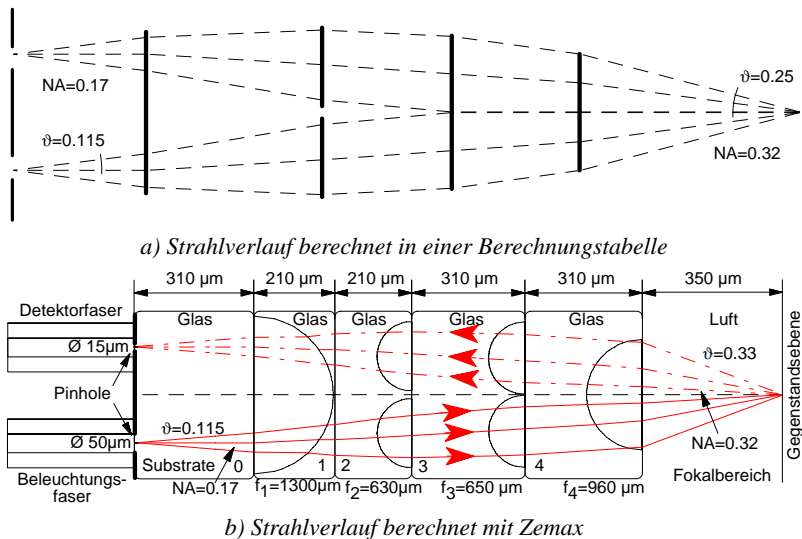 NA=0.17
ϑ=0.25
ϑ=0.115
NA=0.32
a) Strahlverlauf berechnet in einer Berechnungstabelle
310 µm 210 µm 210 µm 310 µm 310 µm 350 µm
Detektorfaser Glas Glas Glas Glas Glas Luft
Ø 15µm
ϑ=0.33
Pinhole
ϑ=0.115
NA=0.32
Ø 50µm
Substrate 0 1 2 3 4 Fokalbereich
Beleuchtungs-
faser
NA=0.17 f1=1300µm f2=630µm f3=650 µm f4=960 µm
Gegenstandsebene
b) Strahlverlauf berechnet mit Zemax